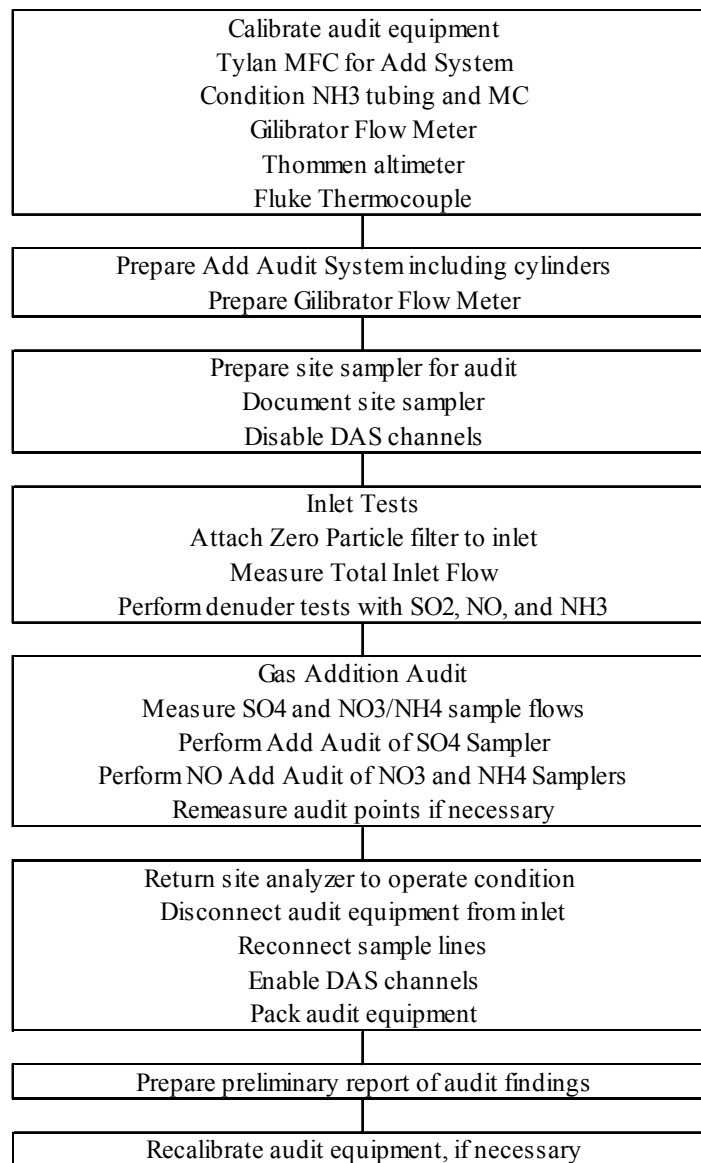 Calibrate audit equipment
Tylan MFC for Add System
Condition NH3 tubing and MC
Gilibrator Flow Meter
Thommen altimeter
Fluke Thermocouple
Prepare Add Audit System including cylinders
Prepare Gilibrator Flow Meter
Prepare site sampler for audit
Document site sampler
Disable DAS channels
Inlet Tests
Attach Zero Particle filter to inlet
Measure Total Inlet Flow
Perform denuder tests with SO2, NO, and NH3
Gas Addition Audit
Measure SO4 and NO3/NH4 sample flows
Perform Add Audit of SO4 Sampler
Perform NO Add Audit of NO3 and NH4 Samplers
Remeasure audit points if necessary
Return site analyzer to operate condition
Disconnect audit equipment from inlet
Reconnect sample lines
Enable DAS channels
Pack audit equipment
Prepare preliminary report of audit findings
Recalibrate audit equipment, if necessary